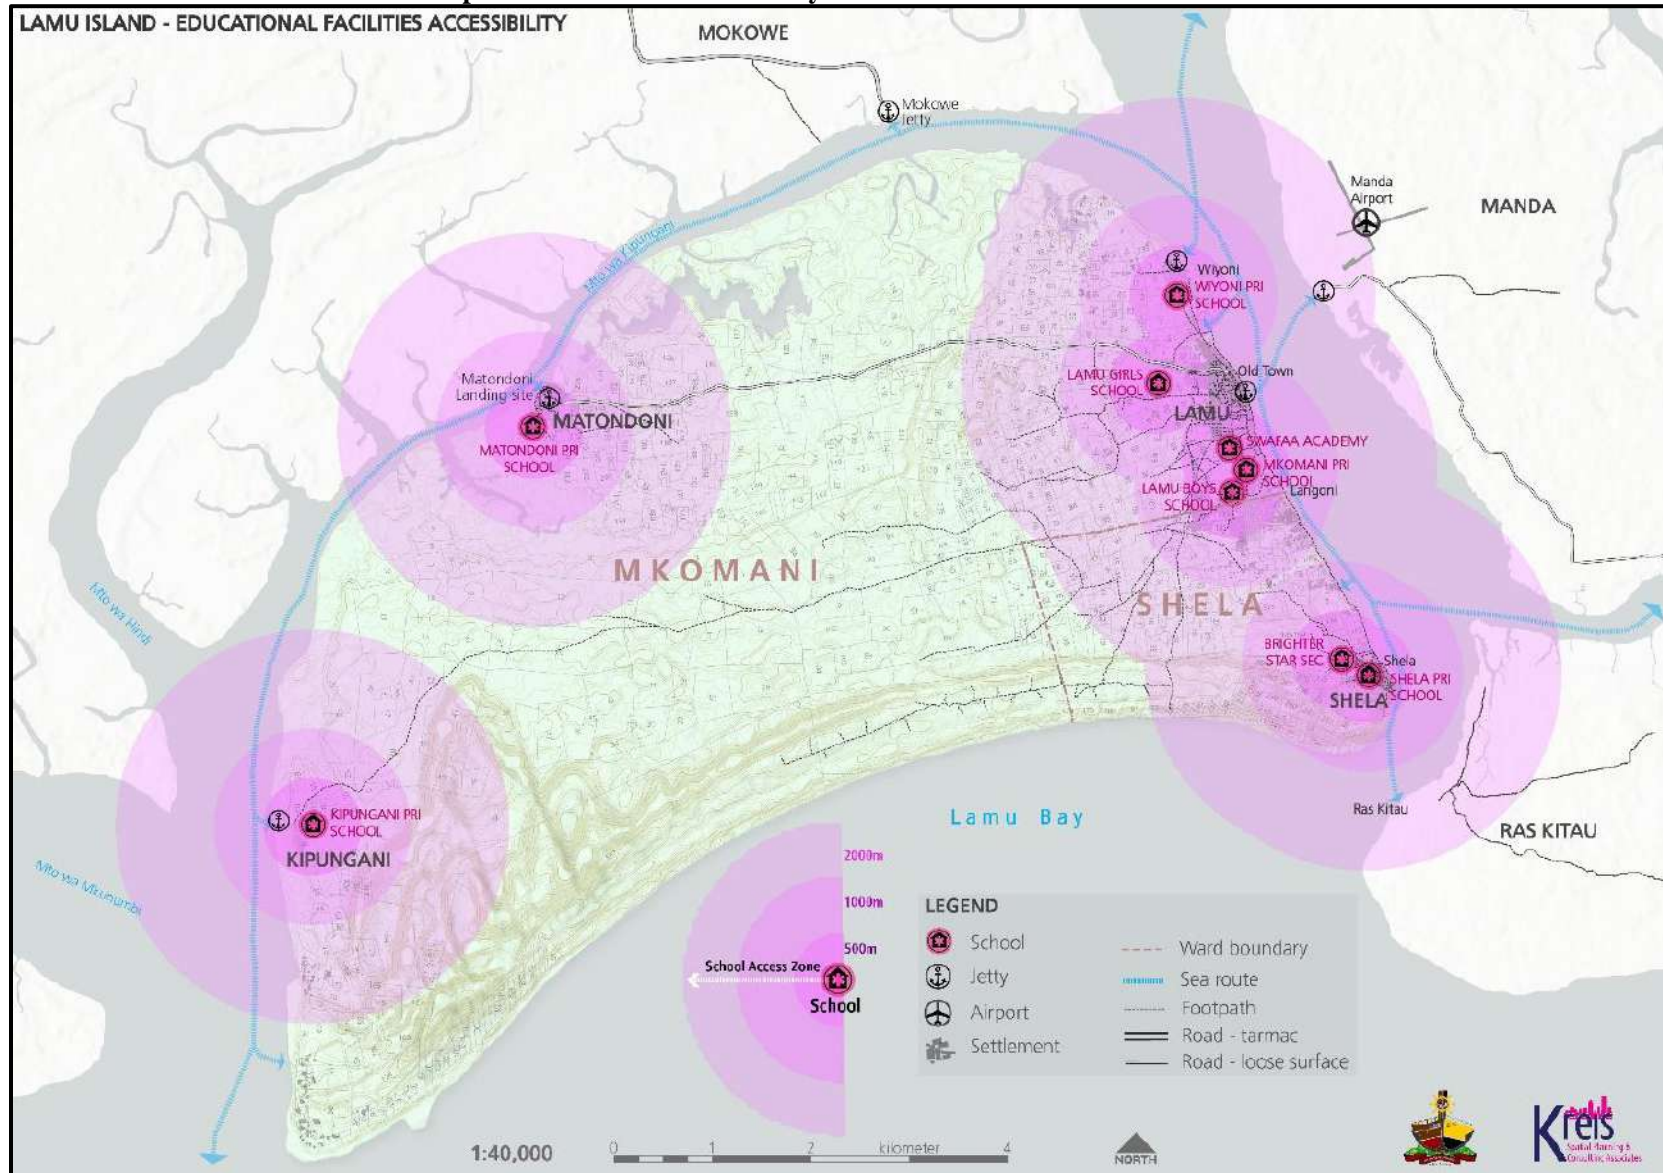 LAMU ISLAND - EDUCATIONAL FACILITIES ACCESSIBILITY
MOKOWE
Mokowe
Jetty
Manda
Airport
MANDA
Mto wa Kipungani
Wiyoni
WIYONI PRI
SCHOOL
Matondoni
Landing site
MATONDONI
MATONDONI PRI
SCHOOL
LAMU GIRLS
SCHOOL
Old Town
LAMU
SWAFAA ACADEMY
MKOMANI PRI
SCHOOL
LAMU BOYS
SCHOOL
Langoni
MKOMANI
SHELA
Mto wa Hindi
BRIGHTER
STAR SEC
Shela
SHELA PRI
SCHOOL
SHELA
KIPUNGANI PRI
SCHOOL
KIPUNGANI
Mto wa Mkunumbi
Lamu Bay
Ras Kitau
RAS KITAU
2000m
1000m
500m
School Access Zone
School
LEGEND
School
Jetty
Airport
Settlement
Ward boundary
Sea route
Footpath
Road - tarmac
Road - loose surface
1:40,000
0 1 2 kilometer 4
NORTH
Kreis
Spatial Planning &
Consulting Associates